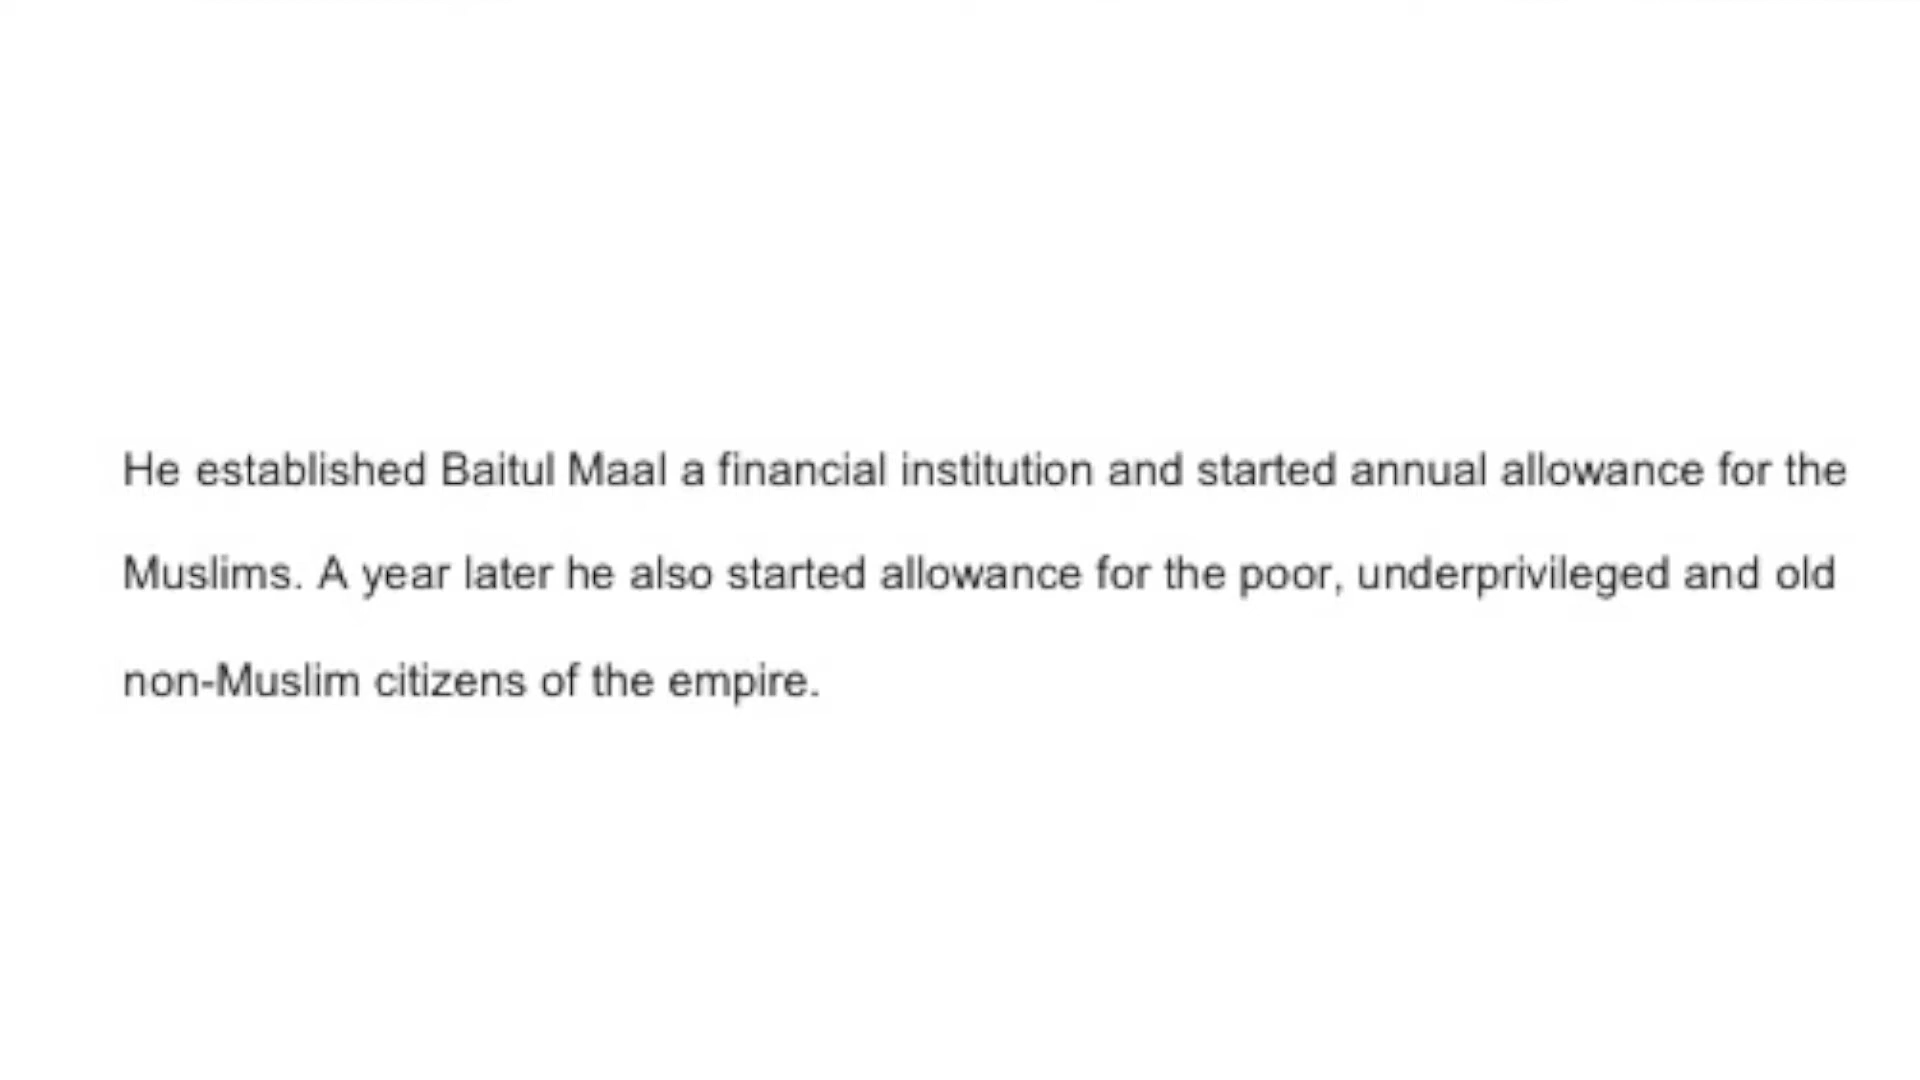 He established Baitul Maal a financial institution and started annual allowance for the
Muslims. A year later he also started allowance for the poor, underprivileged and old
non-Muslim citizens of the empire.